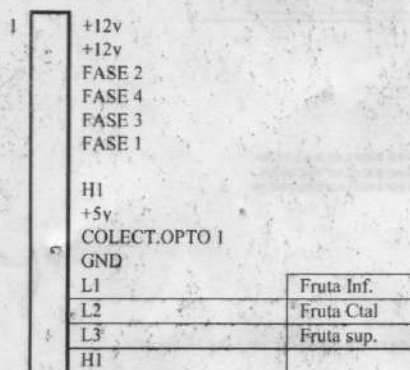 1 +12v
+12v
FASE 2
FASE 4
FASE 3
FASE 1
H1
+5v
COLECT.OPTO 1
GND
L1 Fruta Inf.
L2 Fruta Ctal
L3 Fruta sup.
H1